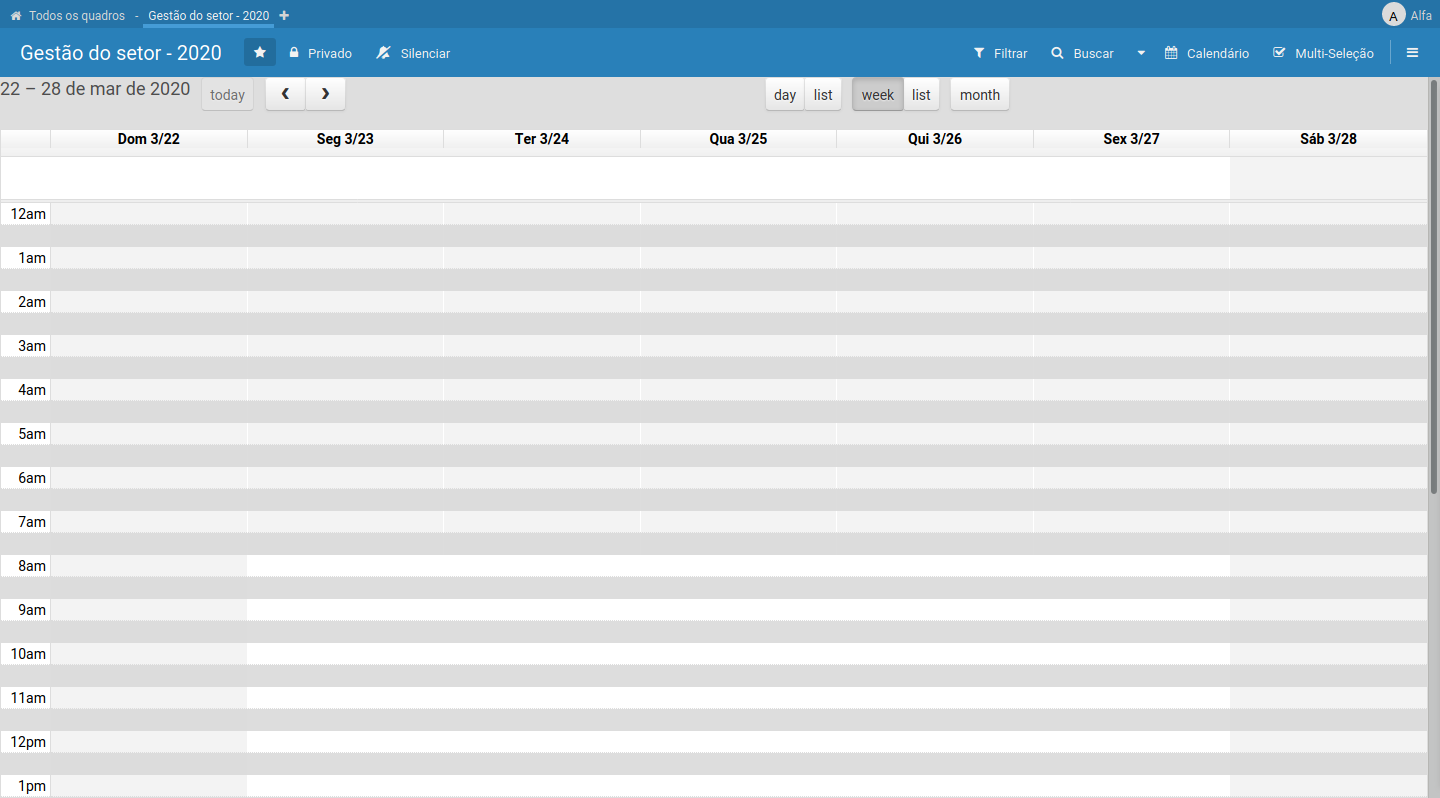 Todos os quadros - Gestão do setor - 2020 A Alfa
Gestão do setor - 2020 Privado Silenciar Filtrar Buscar Calendário Multi-Seleção
22 – 28 de mar de 2020 today day list week list month
Dom 3/22 Seg 3/23 Ter 3/24 Qua 3/25 Qui 3/26 Sex 3/27 Sáb 3/28
12am
1am
2am
3am
4am
5am
6am
7am
8am
9am
10am
11am
12pm
1pm